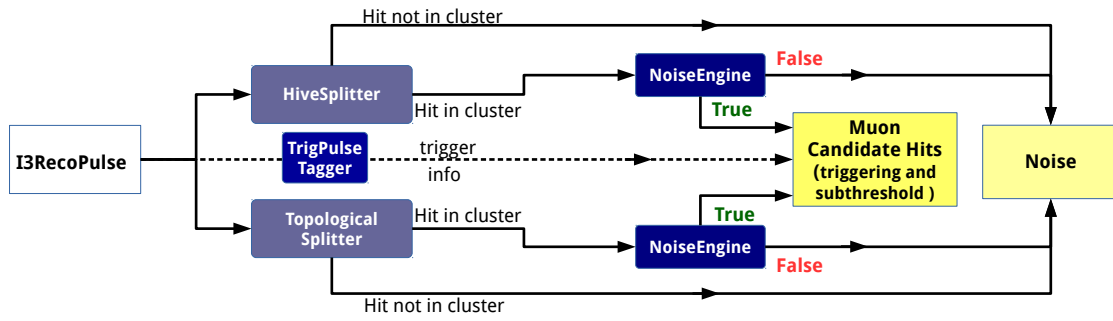 Hit not in cluster
HiveSplitter
Hit in cluster
NoiseEngine
False
True
I3RecoPulse
TrigPulse
Tagger
trigger
info
Muon
Candidate Hits
(triggering and
subthreshold )
Noise
Topological
Splitter
Hit in cluster
True
NoiseEngine
False
Hit not in cluster